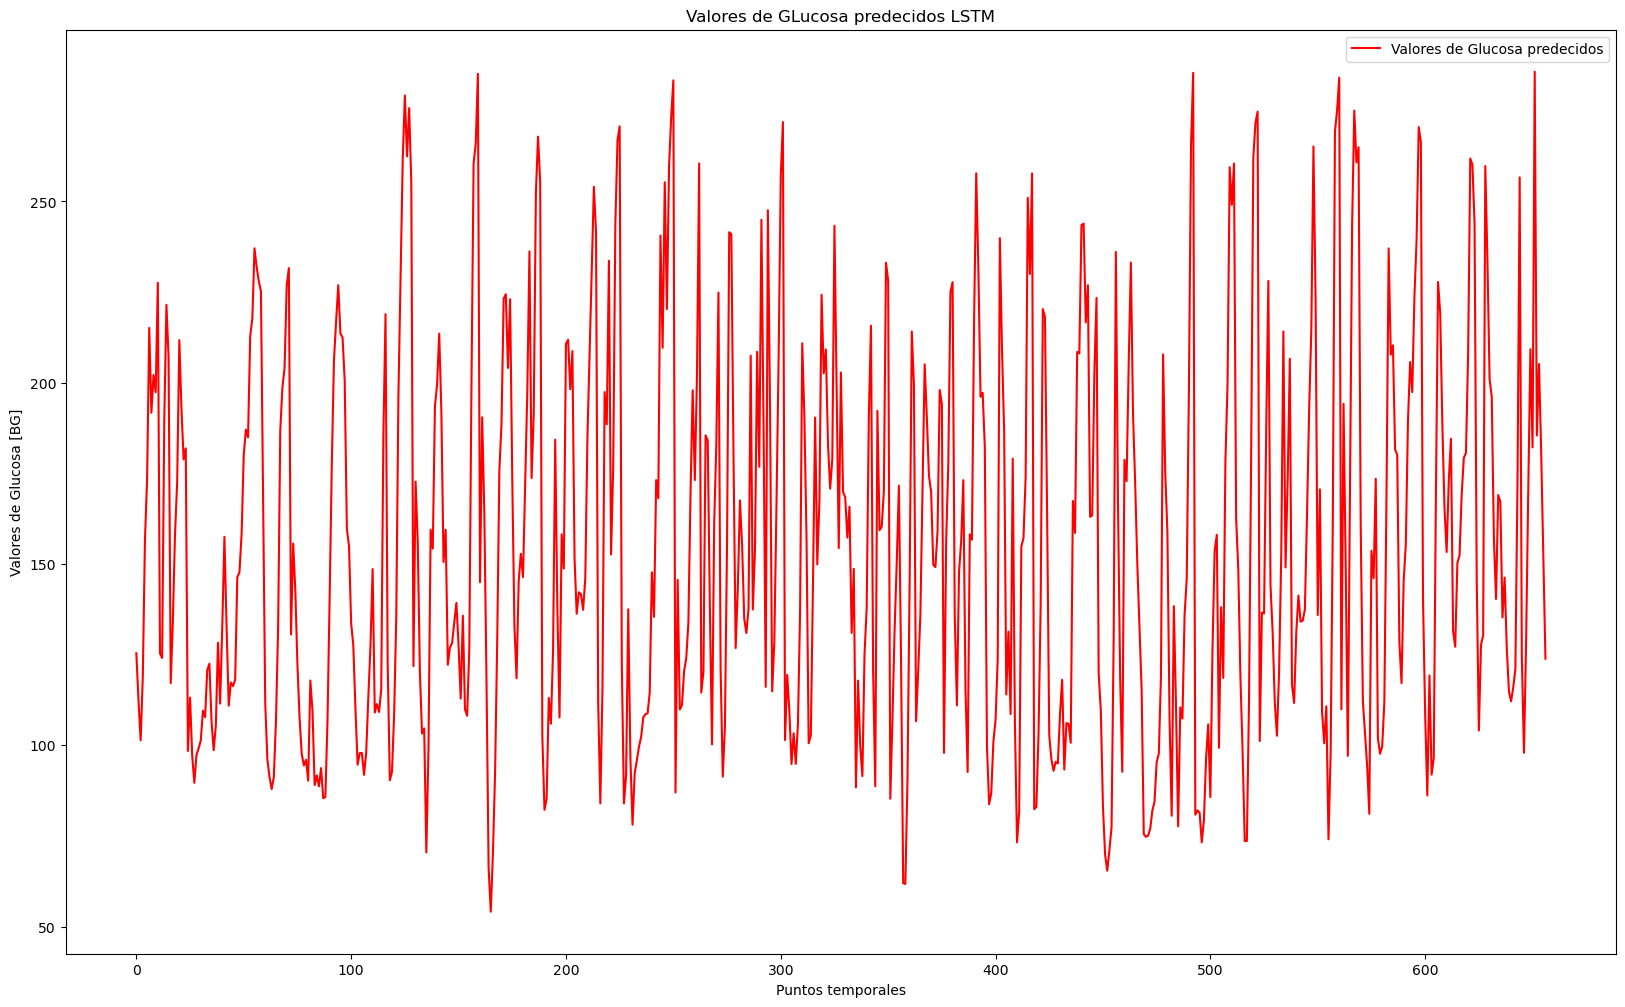 Valores de GLucosa predecidos LSTM
Valores de Glucosa predecidos
Valores de Glucosa [BG]
250
200
150
100
50
0 100 200 300 400 500 600
Puntos temporales